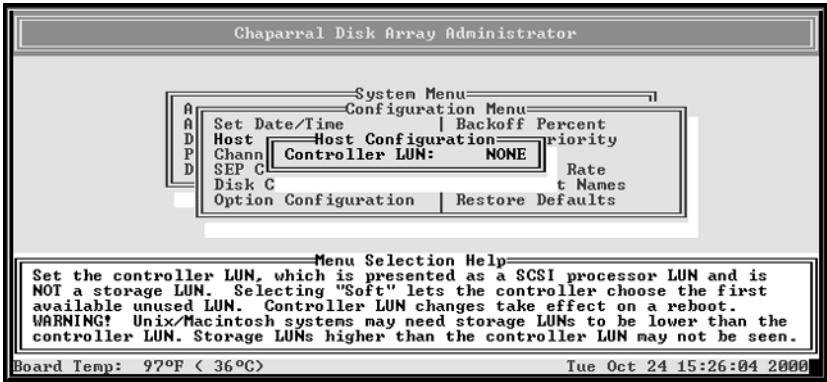 Chaparral Disk Array Administrator
System Menu
Configuration Menu
Set Date/Time | Backoff Percent
Host
Host Configuration
riority
Chann
Controller LUN: NONE
SEP C
Rate
Disk C
t Names
Option Configuration | Restore Defaults
A
A
D
P
D
Menu Selection Help
Set the controller LUN, which is presented as a SCSI processor LUN and is
NOT a storage LUN. Selecting "Soft" lets the controller choose the first
available unused LUN. Controller LUN changes take effect on a reboot.
WARNING! Unix/Macintosh systems may need storage LUNs to be lower than the
controller LUN. Storage LUNs higher than the controller LUN may not be seen.
Board Temp: 97°F ( 36°C)
Tue Oct 24 15:26:04 2000